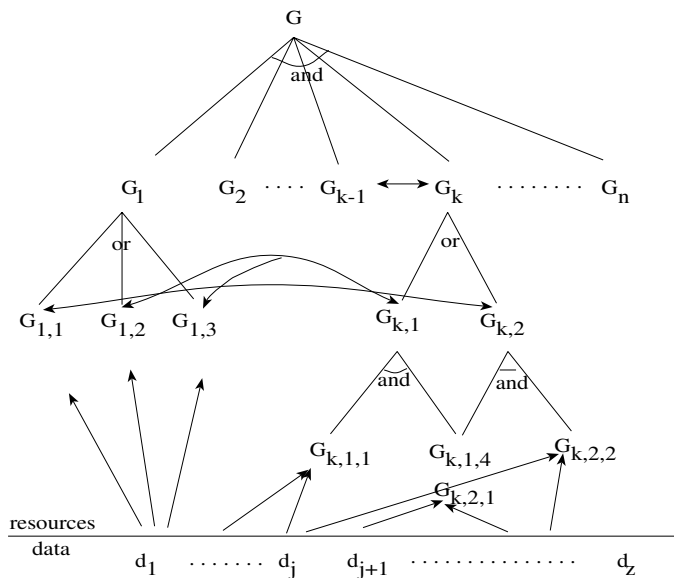 G
and
G1 G2 .... Gk-1 Gk ........ Gn
or or
G1,1 G1,2 G1,3 Gk,1 Gk,2
and and
Gk,1,1 Gk,1,4 Gk,2,2
Gk,2,1
resources
data
d1 ....... dj dj+1 ............... dz